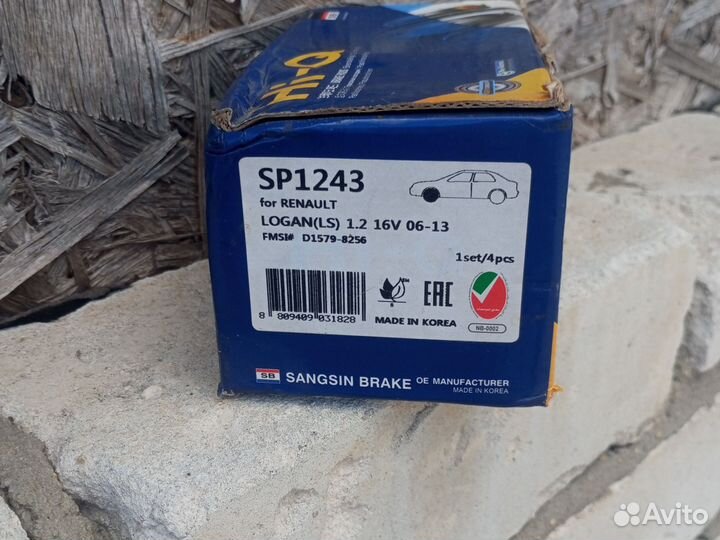 HI-Q
SP1243
for RENAULT
LOGAN(LS) 1.2 16V 06-13
FMSI# D1579-8256
1set/4pcs
EAC
8 809409 031828
MADE IN KOREA
NB-0002
SB SANGSIN BRAKE OE MANUFACTURER
MADE IN KOREA
Avito